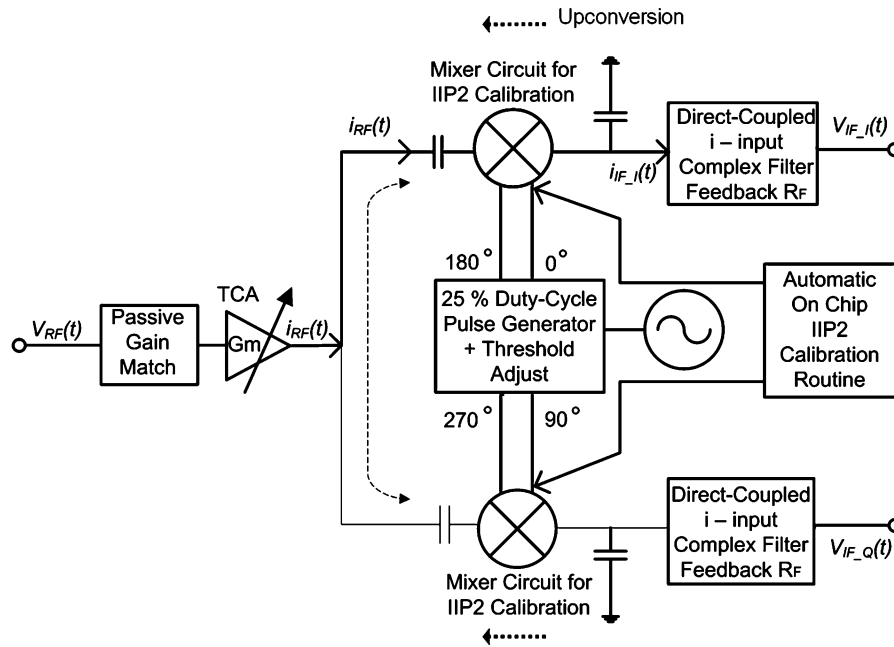 Upconversion
Mixer Circuit for
IIP2 Calibration
iRF(t)
iIF_I(t)
Direct-Coupled
i – input
Complex Filter
Feedback RF
VIF_I(t)
180°
0°
TCA
VRF(t)
Passive
Gain
Match
Gm
iRF(t)
25 % Duty-Cycle
Pulse Generator
+ Threshold
Adjust
Automatic
On Chip
IIP2
Calibration
Routine
270°
90°
Direct-Coupled
i – input
Complex Filter
Feedback RF
VIF_Q(t)
Mixer Circuit for
IIP2 Calibration